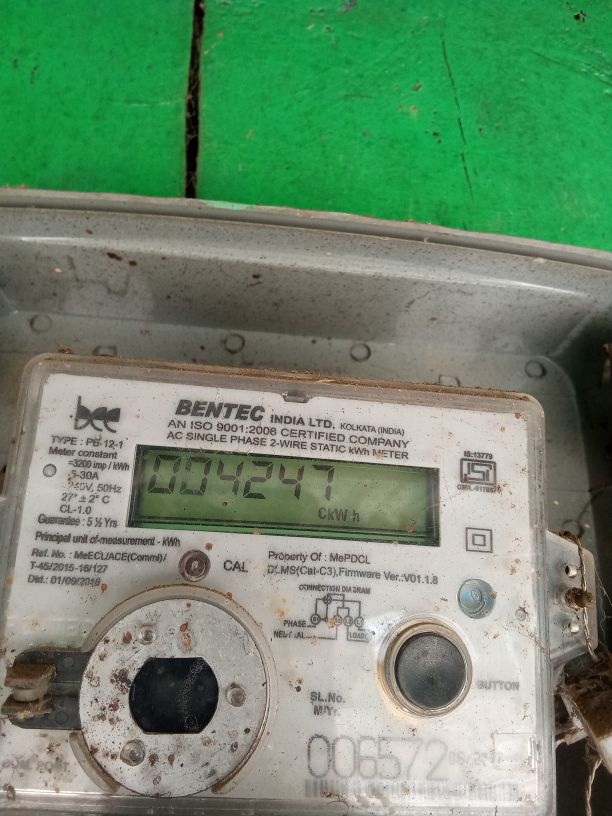 bee
BENTEC INDIA LTD. KOLKATA (INDIA)
AN ISO 9001:2008 CERTIFIED COMPANY
AC SINGLE PHASE 2-WIRE STATIC kWh METER
TYPE : PB 12-1
Meter constant
=3200 imp / kWh
5-30A
240V, 50Hz
27° ± 2° C
CL-1.0
Guarantee : 5 ½ Yrs
004247
CkWh
IS:13779
ISI
Principal unit of measurement - kWh
Ref. No. : MeECL/ACE(Comml)/
T-45/2015-16/127
Dtd. : 01/09/2016
CAL
Property Of : MePDCL
DLMS(Cat-C3),Firmware Ver.:V01.1.8
CONNECTION DIAGRAM
PHASE
NEUTRAL
LOAD
BUTTON
SL.No.
M/Yr.
006572